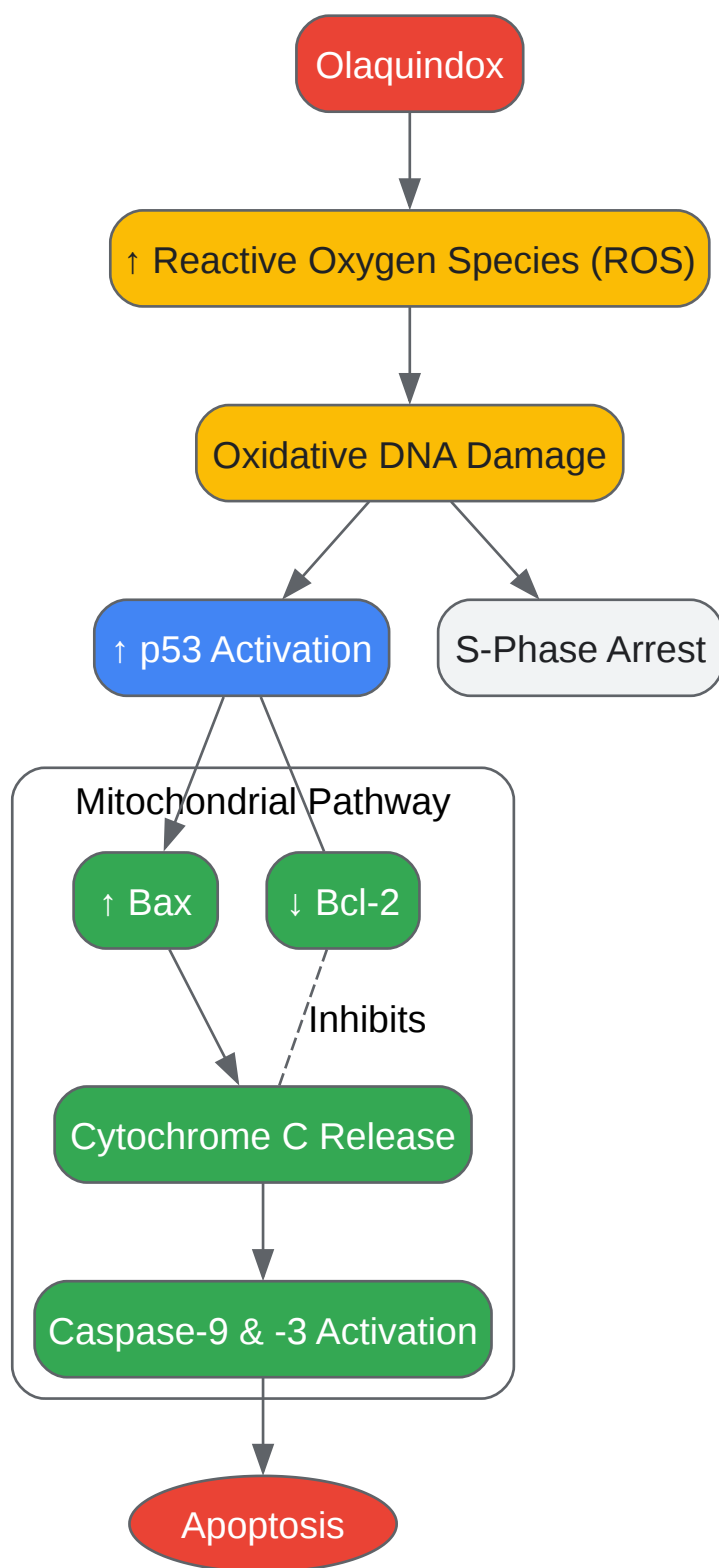 Olaquindox
↑ Reactive Oxygen Species (ROS)
Oxidative DNA Damage
↑ p53 Activation
S-Phase Arrest
Mitochondrial Pathway
↑ Bax
↓ Bcl-2
Inhibits
Cytochrome C Release
Caspase-9 & -3 Activation
Apoptosis